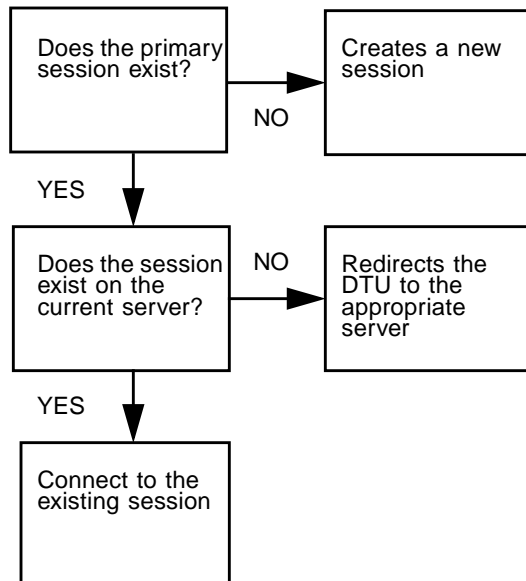 Does the primary
session exist?
Creates a new
session
NO
YES
Does the session
exist on the
current server?
NO
Redirects the
DTU to the
appropriate
server
YES
Connect to the
existing session